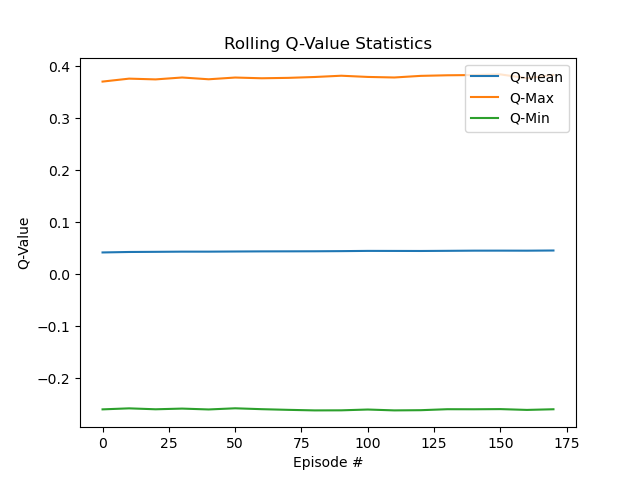 Rolling Q-Value Statistics
0.4
0.3
0.2
0.1
0.0
−0.1
−0.2
Q-Value
Q-Mean
Q-Max
Q-Min
0 25 50 75 100 125 150 175
Episode #